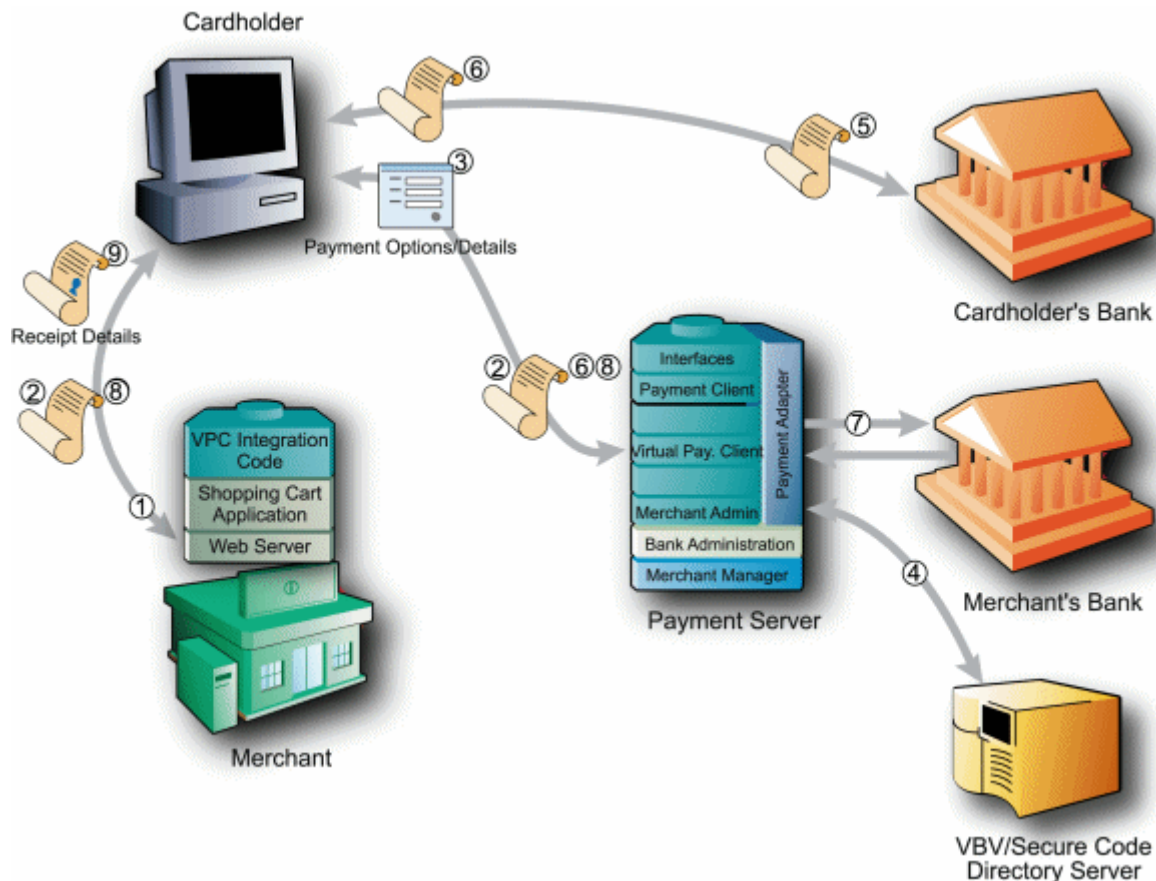 Cardholder
⑥
⑤
③
Payment Options/Details
Cardholder's Bank
⑨
Receipt Details
② ⑧
① 
VPC Integration
Code
Shopping Cart
Application
Web Server
Merchant
② ⑥ ⑧
Interfaces
Payment Client
Virtual Pay. Client
Merchant Admin
Payment Adapter
Bank Administration
Merchant Manager
Payment Server
⑦
Merchant's Bank
④
VBV/Secure Code
Directory Server